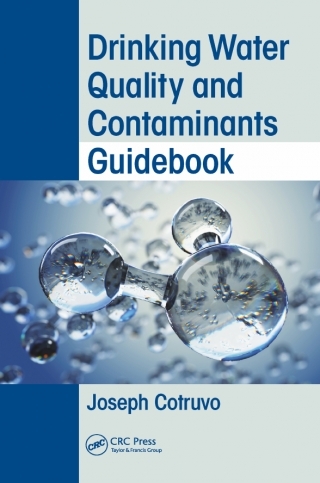 Drinking Water
Quality and
Contaminants
Guidebook
Joseph Cotruvo
CRC
CRC Press
Taylor & Francis Group